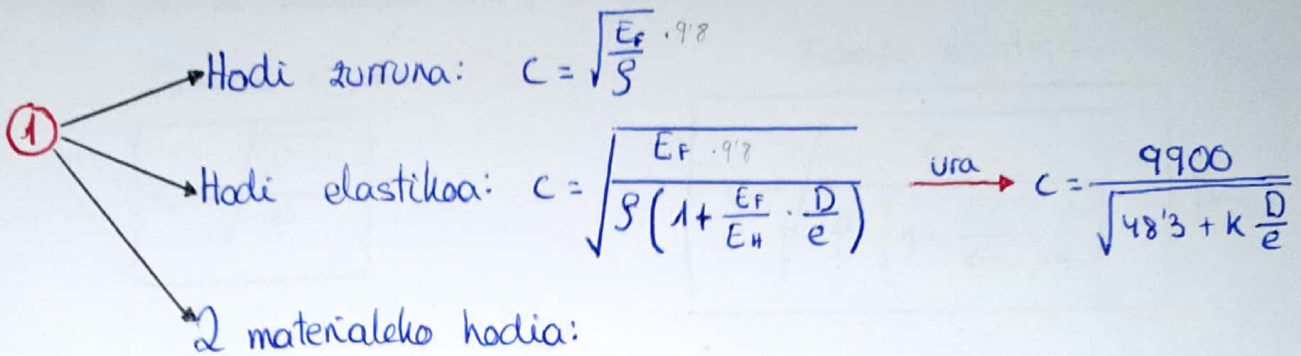 ① Hodi zurruna: C = √(E_F/ρ) ·9'8
Hodi elastikoa: C = √(E_F ·9'8 / ρ(1 + E_F/E_H · D/e)) ura → C = 9900 / √(48'3 + K D/e)
2 materialeko hodia: